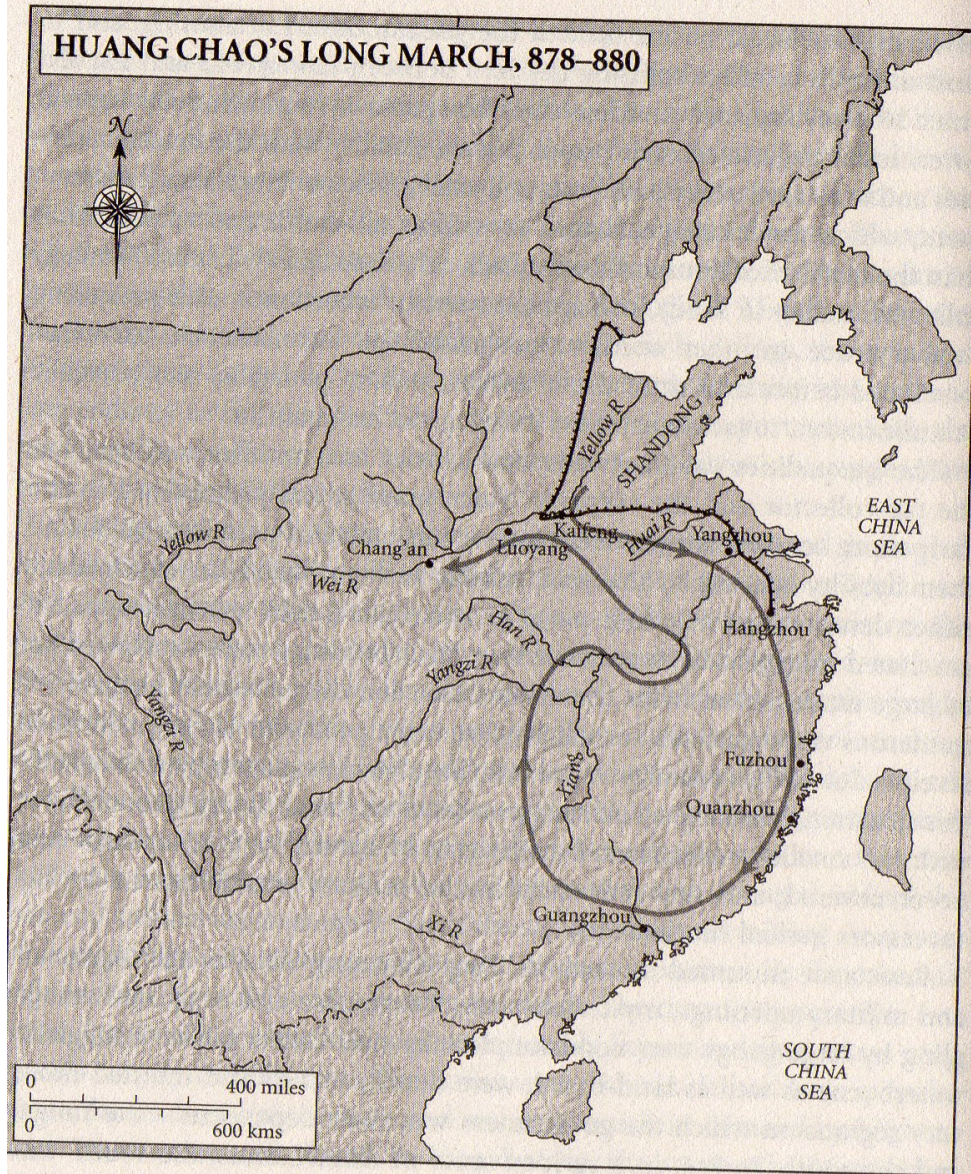 HUANG CHAO'S LONG MARCH, 878–880
N
Yellow R
SHANDONG
EAST
CHINA
SEA
Yellow R
Chang'an
Luoyang
Kaifeng
Huai R
Yangzhou
Wei R
Hangzhou
Han R
Yangzi R
Yangzi R
Xiang
Fuzhou
Quanzhou
Guangzhou
Xi R
SOUTH
CHINA
SEA
0
400 miles
0
600 kms